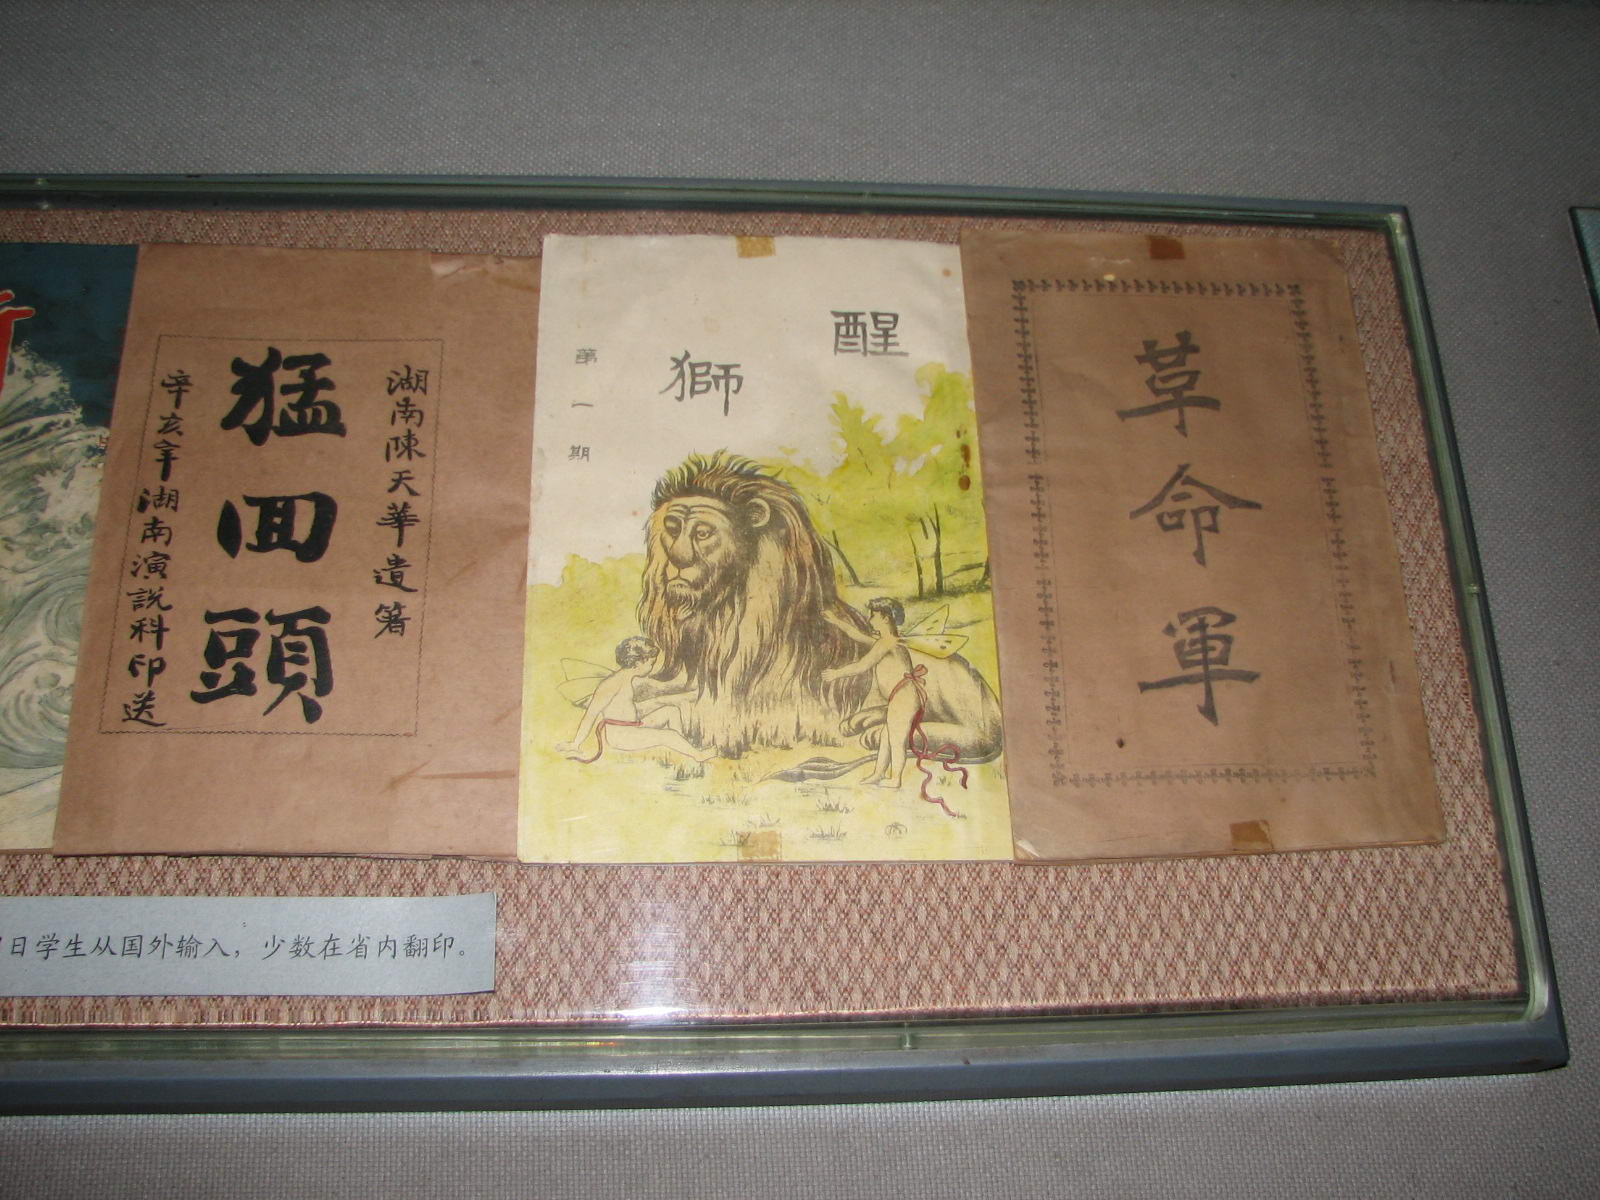 湖南陳天華遺箸
猛回頭
辛亥年湖南演説科印送
醒獅
第一期
革命軍
日学生从国外输入，少数在省内翻印。